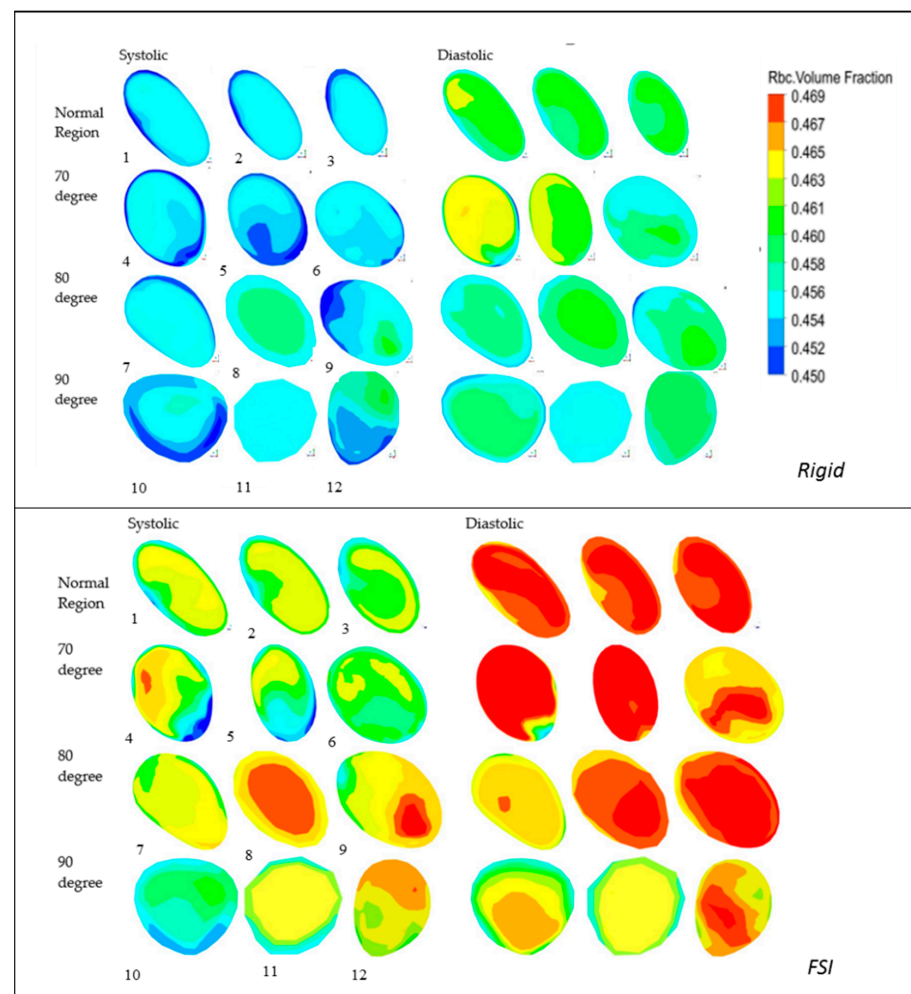 Systolic
Diastolic
Rbc.Volume Fraction
0.469
0.467
0.465
0.463
0.461
0.460
0.458
0.456
0.454
0.452
0.450
Normal
Region
1
2
3
70
degree
4
5
6
80
degree
7
8
9
90
degree
10
11
12
Rigid
Systolic
Diastolic
Normal
Region
1
2
3
70
degree
4
5
6
80
degree
7
8
9
90
degree
10
11
12
FSI